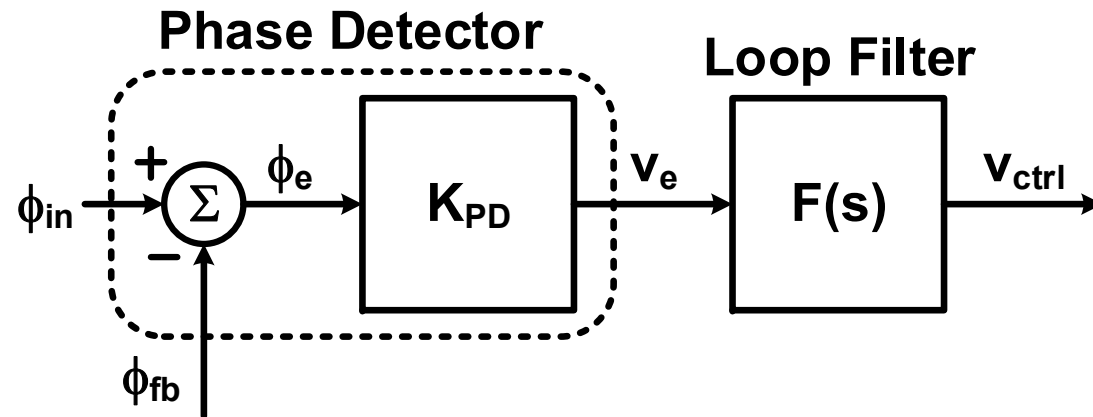 Phase Detector
Loop Filter
+
ϕe
ve
vctrl
ϕin
Σ
KPD
F(s)
−
ϕfb